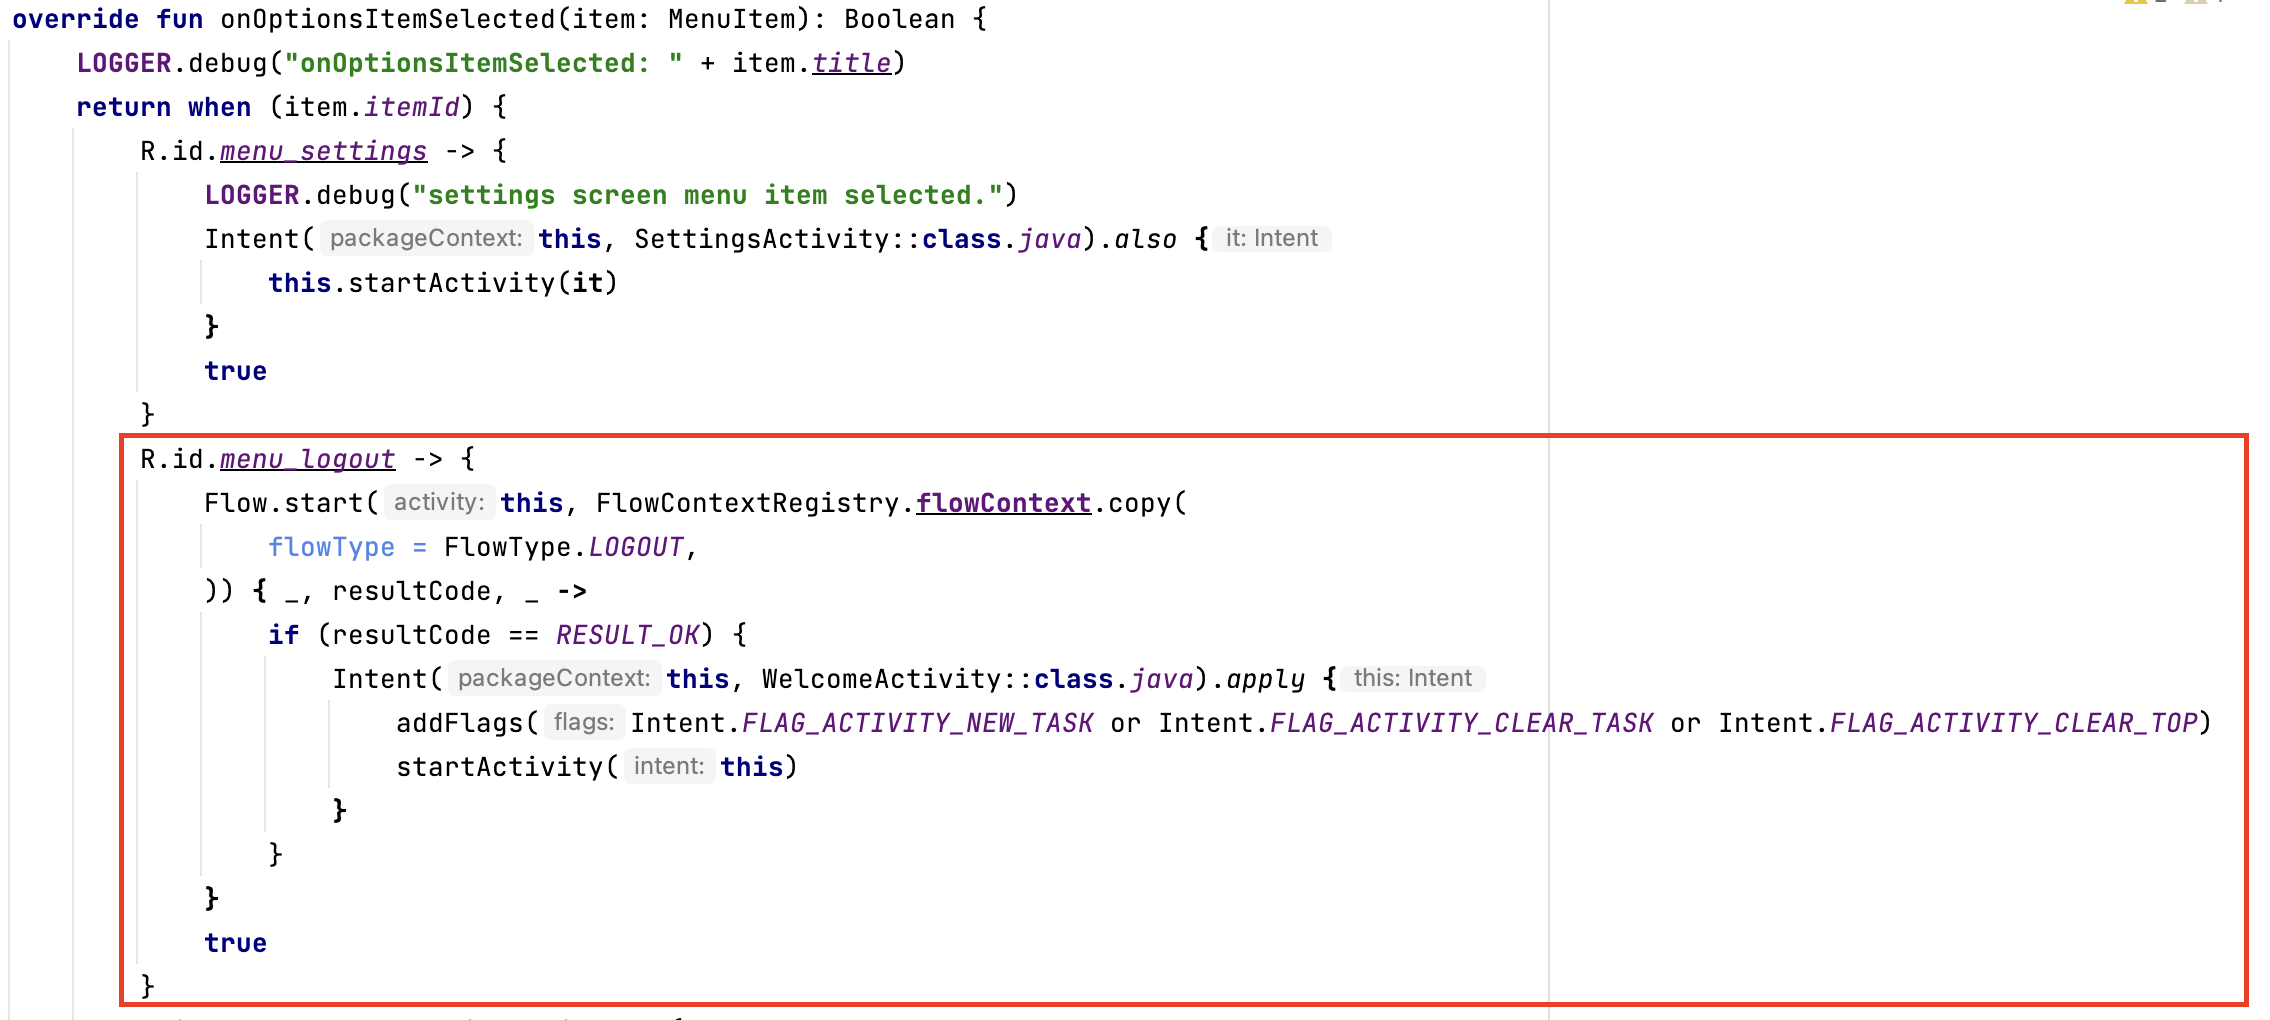 override fun onOptionsItemSelected(item: MenuItem): Boolean {
LOGGER.debug("onOptionsItemSelected: " + item.title)
return when (item.itemId) {
R.id.menu_settings -> {
LOGGER.debug("settings screen menu item selected.")
Intent( packageContext: this, SettingsActivity::class.java).also { it: Intent
this.startActivity(it)
}
true
}
R.id.menu_logout -> {
Flow.start( activity: this, FlowContextRegistry.flowContext.copy(
flowType = FlowType.LOGOUT,
)) { _, resultCode, _ ->
if (resultCode == RESULT_OK) {
Intent( packageContext: this, WelcomeActivity::class.java).apply { this: Intent
addFlags( flags: Intent.FLAG_ACTIVITY_NEW_TASK or Intent.FLAG_ACTIVITY_CLEAR_TASK or Intent.FLAG_ACTIVITY_CLEAR_TOP)
startActivity( intent: this)
}
}
}
true
}